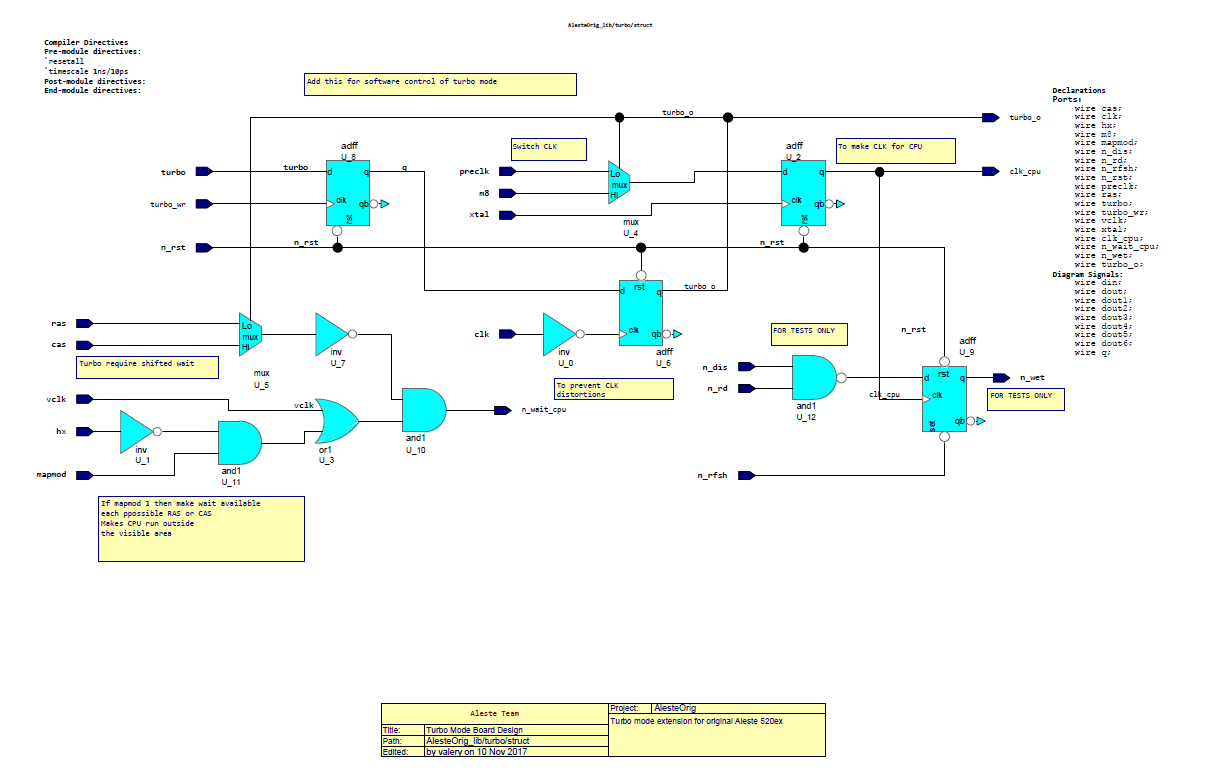 AlesteOrig_lib/turbo/struct
Compiler Directives
Pre-module directives:
`resetall
`timescale 1ns/10ps
Post-module directives:
End-module directives:
Add this for software control of turbo mode
Declarations
Ports:
wire cas;
wire clk;
wire hx;
wire m8;
wire mapmod;
wire n_dis;
wire n_rd;
wire n_rfsh;
wire n_rst;
wire preclk;
wire ras;
wire turbo;
wire turbo_wr;
wire vclk;
wire xtal;
wire clk_cpu;
wire n_wait_cpu;
wire n_wet;
wire turbo_o;
Diagram Signals:
wire din;
wire dout;
wire dout1;
wire dout2;
wire dout3;
wire dout4;
wire dout5;
wire dout6;
wire q;
turbo_o
turbo_o
adff
U_8
Switch CLK
adff
U_2
To make CLK for CPU
turbo
turbo
d
q
q
clk
qb
rst
preclk
Lo
mux
Hi
d
q
clk
qb
rst
clk_cpu
turbo_wr
m8
xtal
mux
U_4
n_rst
n_rst
n_rst
d
rst
q
clk
qb
turbo_o
ras
cas
Lo
mux
Hi
Turbo require shifted wait
mux
U_5
inv
U_7
clk
inv
U_0
adff
U_6
To prevent CLK
distortions
FOR TESTS ONLY
n_rst
adff
U_9
n_dis
n_rd
and1
U_12
d
rst
q
clk
qb
set
clk_cpu
n_wet
FOR TESTS ONLY
vclk
vclk
hx
inv
U_1
mapmod
and1
U_11
or1
U_3
and1
U_10
n_wait_cpu
n_rfsh
If mapmod 1 then make wait available
each ppossible RAS or CAS
Makes CPU run outside
the visible area
Aleste Team
Project: AlesteOrig
Turbo mode extension for original Aleste 520ex
Title: Turbo Mode Board Design
Path: AlesteOrig_lib/turbo/struct
Edited: by valery on 10 Nov 2017